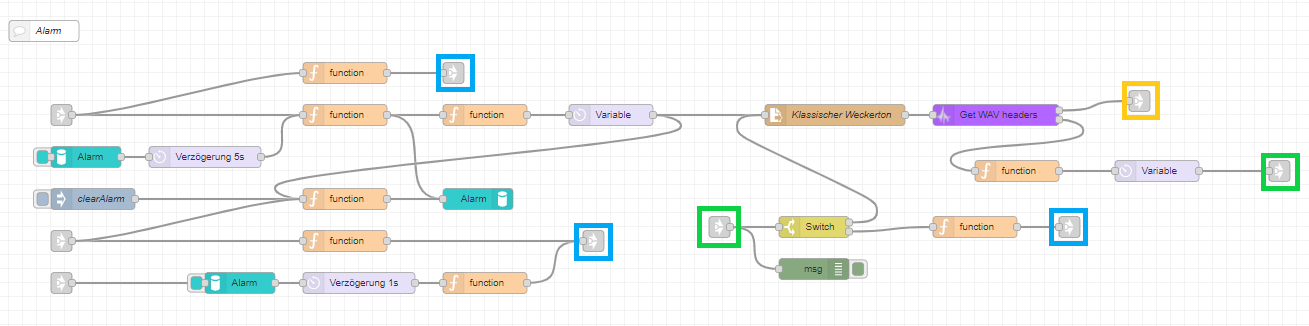 Alarm
function
function
function
Variable
Klassischer Weckerton
Get WAV headers
Alarm
Verzögerung 5s
function
Variable
clearAlarm
function
Alarm
Switch
function
function
msg
Alarm
Verzögerung 1s
function